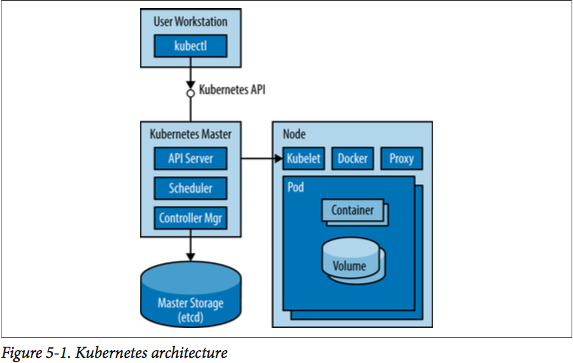 User Workstation
kubectl
Kubernetes API
Kubernetes Master
API Server
Scheduler
Controller Mgr
Master Storage
(etcd)
Node
Kubelet
Docker
Proxy
Pod
Container
Volume
Figure 5-1. Kubernetes architecture